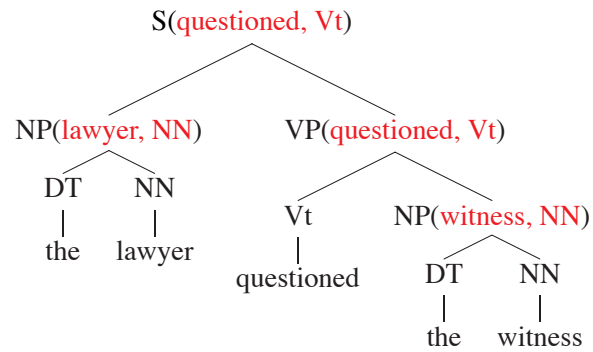 S(questioned, Vt)
NP(lawyer, NN) VP(questioned, Vt)
DT NN Vt NP(witness, NN)
the lawyer questioned DT NN
the witness